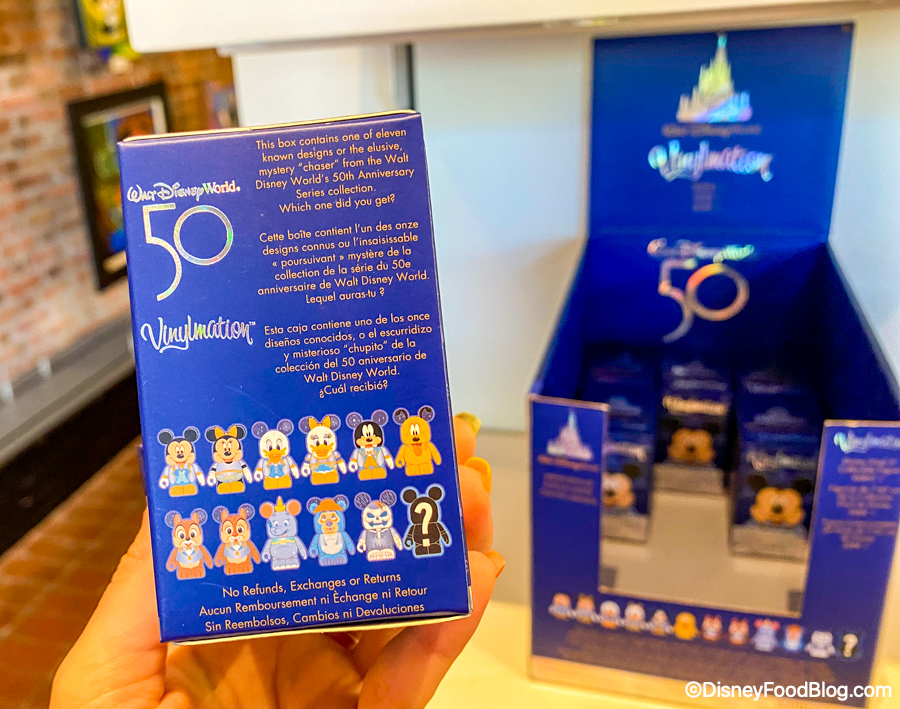 This box contains one of eleven
known designs or the elusive,
mystery "chaser" from the Walt
Disney World's 50th Anniversary
Series collection.
Which one did you get?
Walt Disney World®
50
Cette boîte contient l'un des onze
designs connus ou l'insaisissable
« poursuivant » mystère de la
collection de la série du 50e
anniversaire de Walt Disney World.
Lequel auras-tu ?
Vinylmation™
Esta caja contiene uno de los once
diseños conocidos, o el escurridizo
y misterioso "chupito" de la
colección del 50 aniversario de
Walt Disney World.
¿Cuál recibió?
?
No Refunds, Exchanges or Returns
Aucun Remboursement ni Èchange ni Retour
Sin Reembolsos, Cambios ni Devoluciones
Vinylmation
50
Vinylmation
?
©DisneyFoodBlog.com